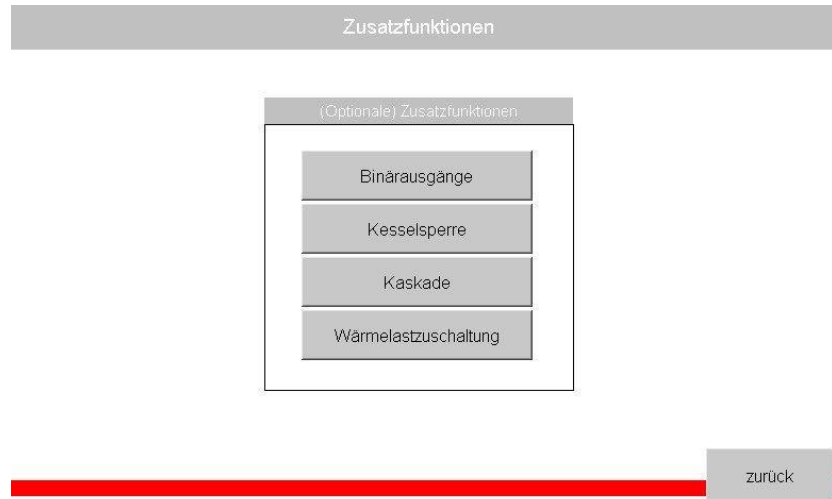 Zusatzfunktionen
(Optionale) Zusatzfunktionen
Binärausgänge
Kesselsperre
Kaskade
Wärmelastzuschaltung
zurück